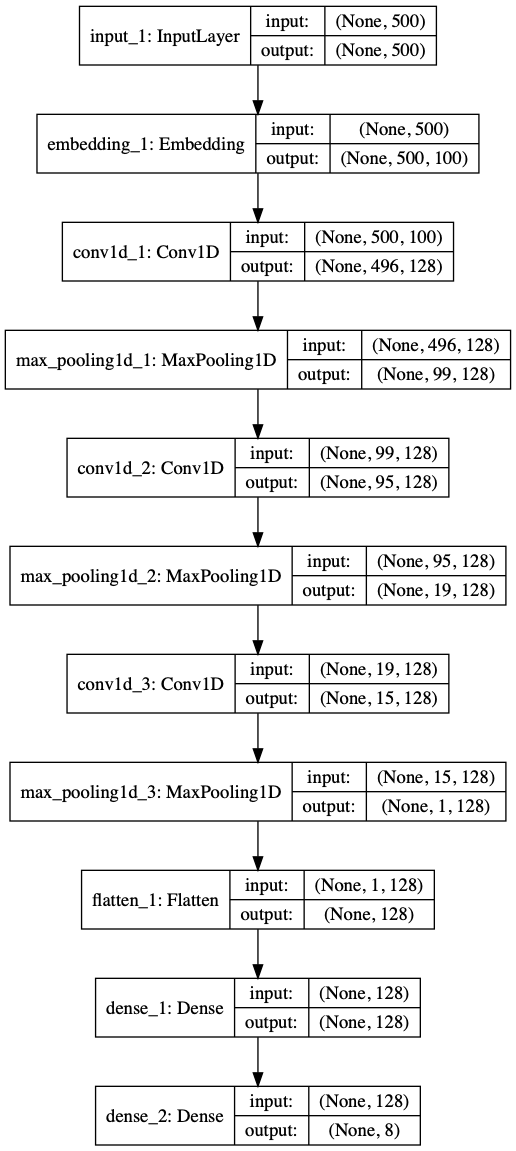 input_1: InputLayer
input: (None, 500)
output: (None, 500)
embedding_1: Embedding
input: (None, 500)
output: (None, 500, 100)
conv1d_1: Conv1D
input: (None, 500, 100)
output: (None, 496, 128)
max_pooling1d_1: MaxPooling1D
input: (None, 496, 128)
output: (None, 99, 128)
conv1d_2: Conv1D
input: (None, 99, 128)
output: (None, 95, 128)
max_pooling1d_2: MaxPooling1D
input: (None, 95, 128)
output: (None, 19, 128)
conv1d_3: Conv1D
input: (None, 19, 128)
output: (None, 15, 128)
max_pooling1d_3: MaxPooling1D
input: (None, 15, 128)
output: (None, 1, 128)
flatten_1: Flatten
input: (None, 1, 128)
output: (None, 128)
dense_1: Dense
input: (None, 128)
output: (None, 128)
dense_2: Dense
input: (None, 128)
output: (None, 8)